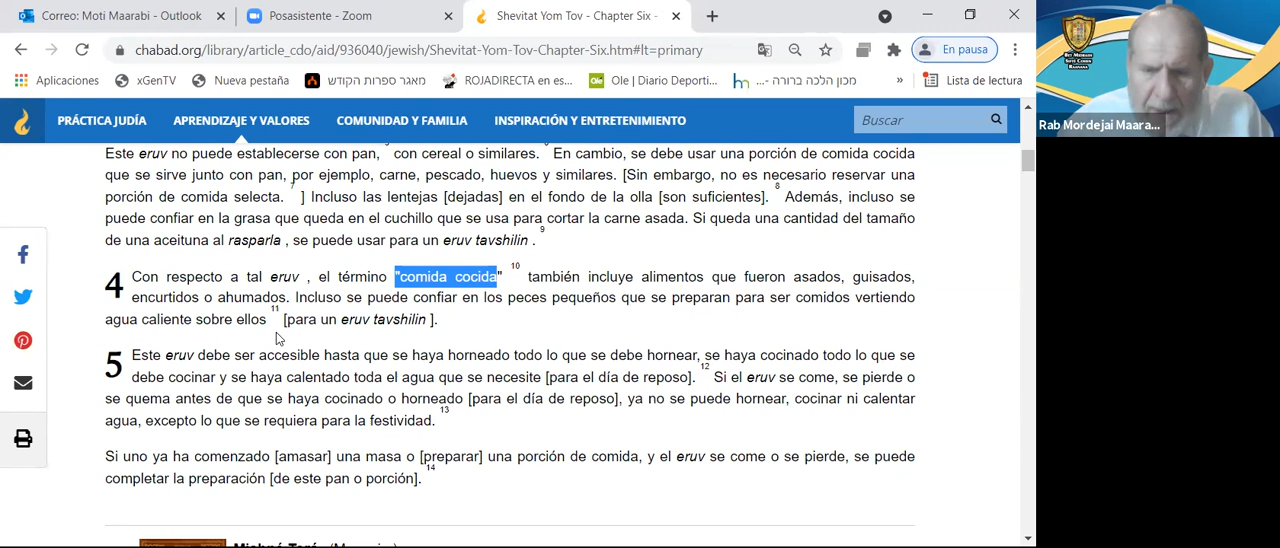 Correo: Moti Maarabi - Outlook
Posasistente - Zoom
Shevitat Yom Tov - Chapter Six -
chabad.org/library/article_cdo/aid/936040/jewish/Shevitat-Yom-Tov-Chapter-Six.htm#lt=primary
En pausa
Aplicaciones
xGenTV
Nueva pestaña
מאגר ספרות הקודש
ROJADIRECTA en es...
Ole | Diario Deporti...
מכון הלכה ברורה -...
»
Lista de lectura
PRÁCTICA JUDÍA
APRENDIZAJE Y VALORES
COMUNIDAD Y FAMILIA
INSPIRACIÓN Y ENTRETENIMIENTO
Buscar
Rab Mordejai Maara...
Este eruv no puede establecerse con pan, con cereal o similares. En cambio, se debe usar una porción de comida cocida
que se sirve junto con pan, por ejemplo, carne, pescado, huevos y similares. [Sin embargo, no es necesario reservar una
porción de comida selecta. 7 ] Incluso las lentejas [dejadas] en el fondo de la olla [son suficientes]. 8 Además, incluso se
puede confiar en la grasa que queda en el cuchillo que se usa para cortar la carne asada. Si queda una cantidad del tamaño
de una aceituna al rasparla , se puede usar para un eruv tavshilin . 9
4 Con respecto a tal eruv , el término "comida cocida" 10 también incluye alimentos que fueron asados, guisados,
encurtidos o ahumados. Incluso se puede confiar en los peces pequeños que se preparan para ser comidos vertiendo
agua caliente sobre ellos 11 [para un eruv tavshilin ].
5 Este eruv debe ser accesible hasta que se haya horneado todo lo que se debe hornear, se haya cocinado todo lo que se
debe cocinar y se haya calentado toda el agua que se necesite [para el día de reposo]. 12 Si el eruv se come, se pierde o
se quema antes de que se haya cocinado o horneado [para el día de reposo], ya no se puede hornear, cocinar ni calentar
agua, excepto lo que se requiera para la festividad. 13
Si uno ya ha comenzado [amasar] una masa o [preparar] una porción de comida, y el eruv se come o se pierde, se puede
completar la preparación [de este pan o porción]. 14